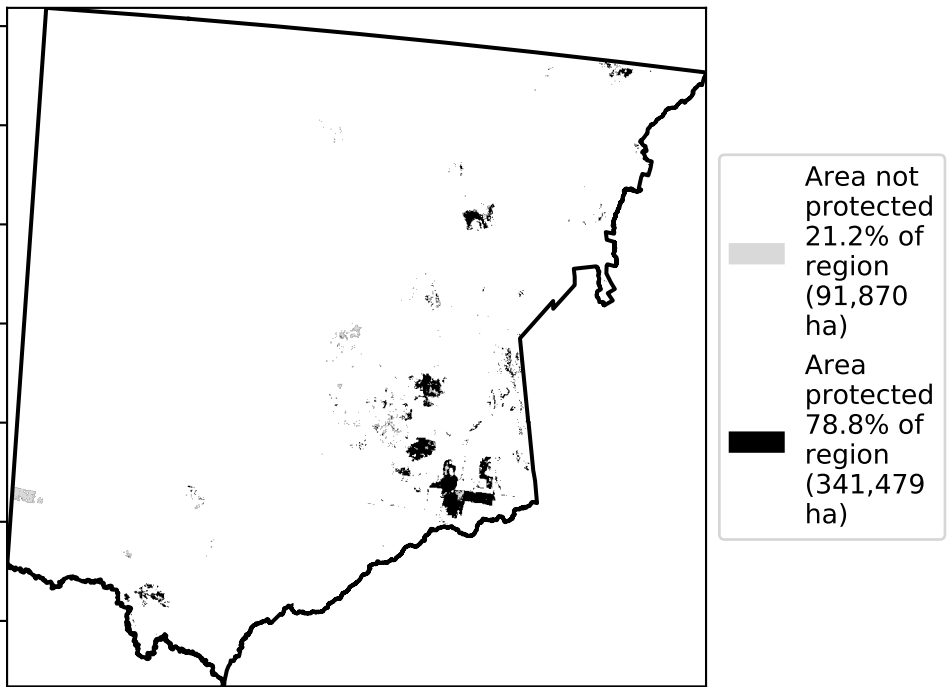 Area not
protected
21.2% of
region
(91,870
ha)
Area
protected
78.8% of
region
(341,479
ha)